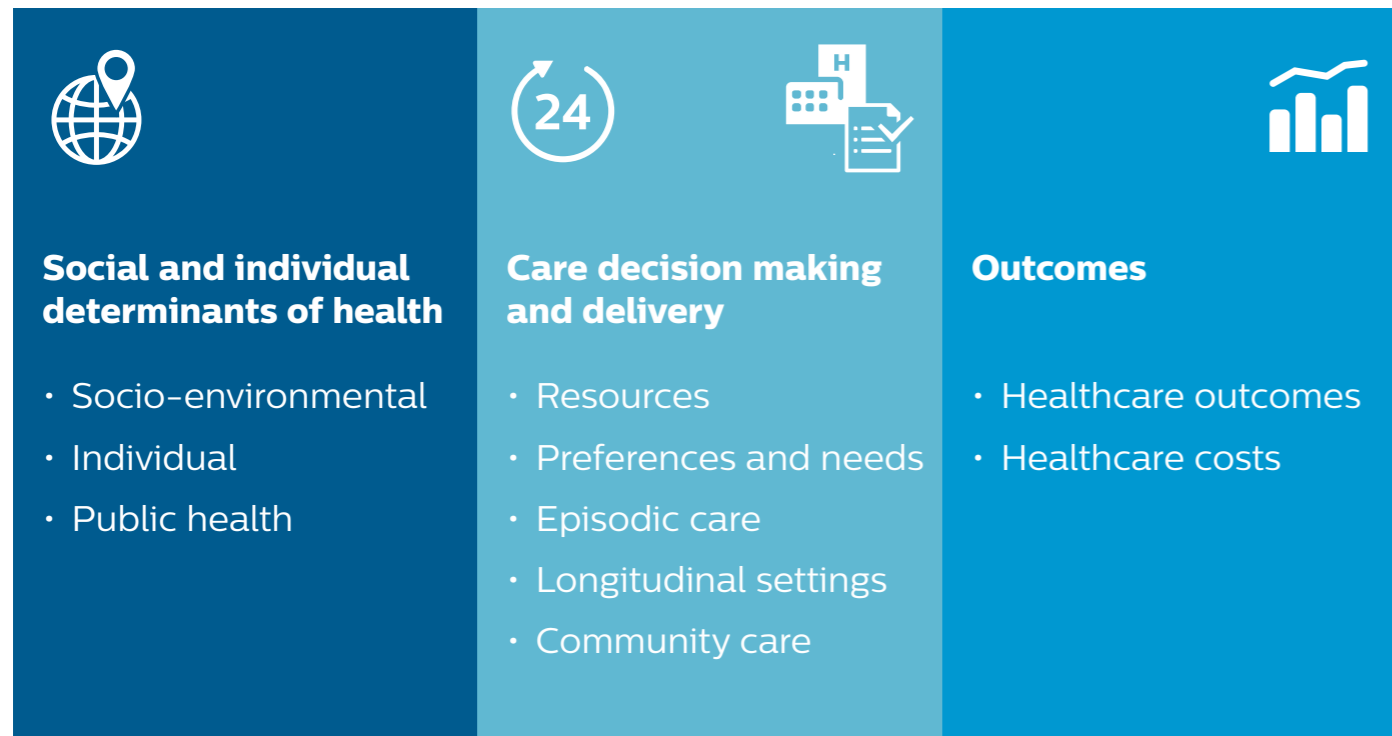 24
H
Social and individual
determinants of health
· Socio-environmental
· Individual
· Public health
Care decision making
and delivery
· Resources
· Preferences and needs
· Episodic care
· Longitudinal settings
· Community care
Outcomes
· Healthcare outcomes
· Healthcare costs